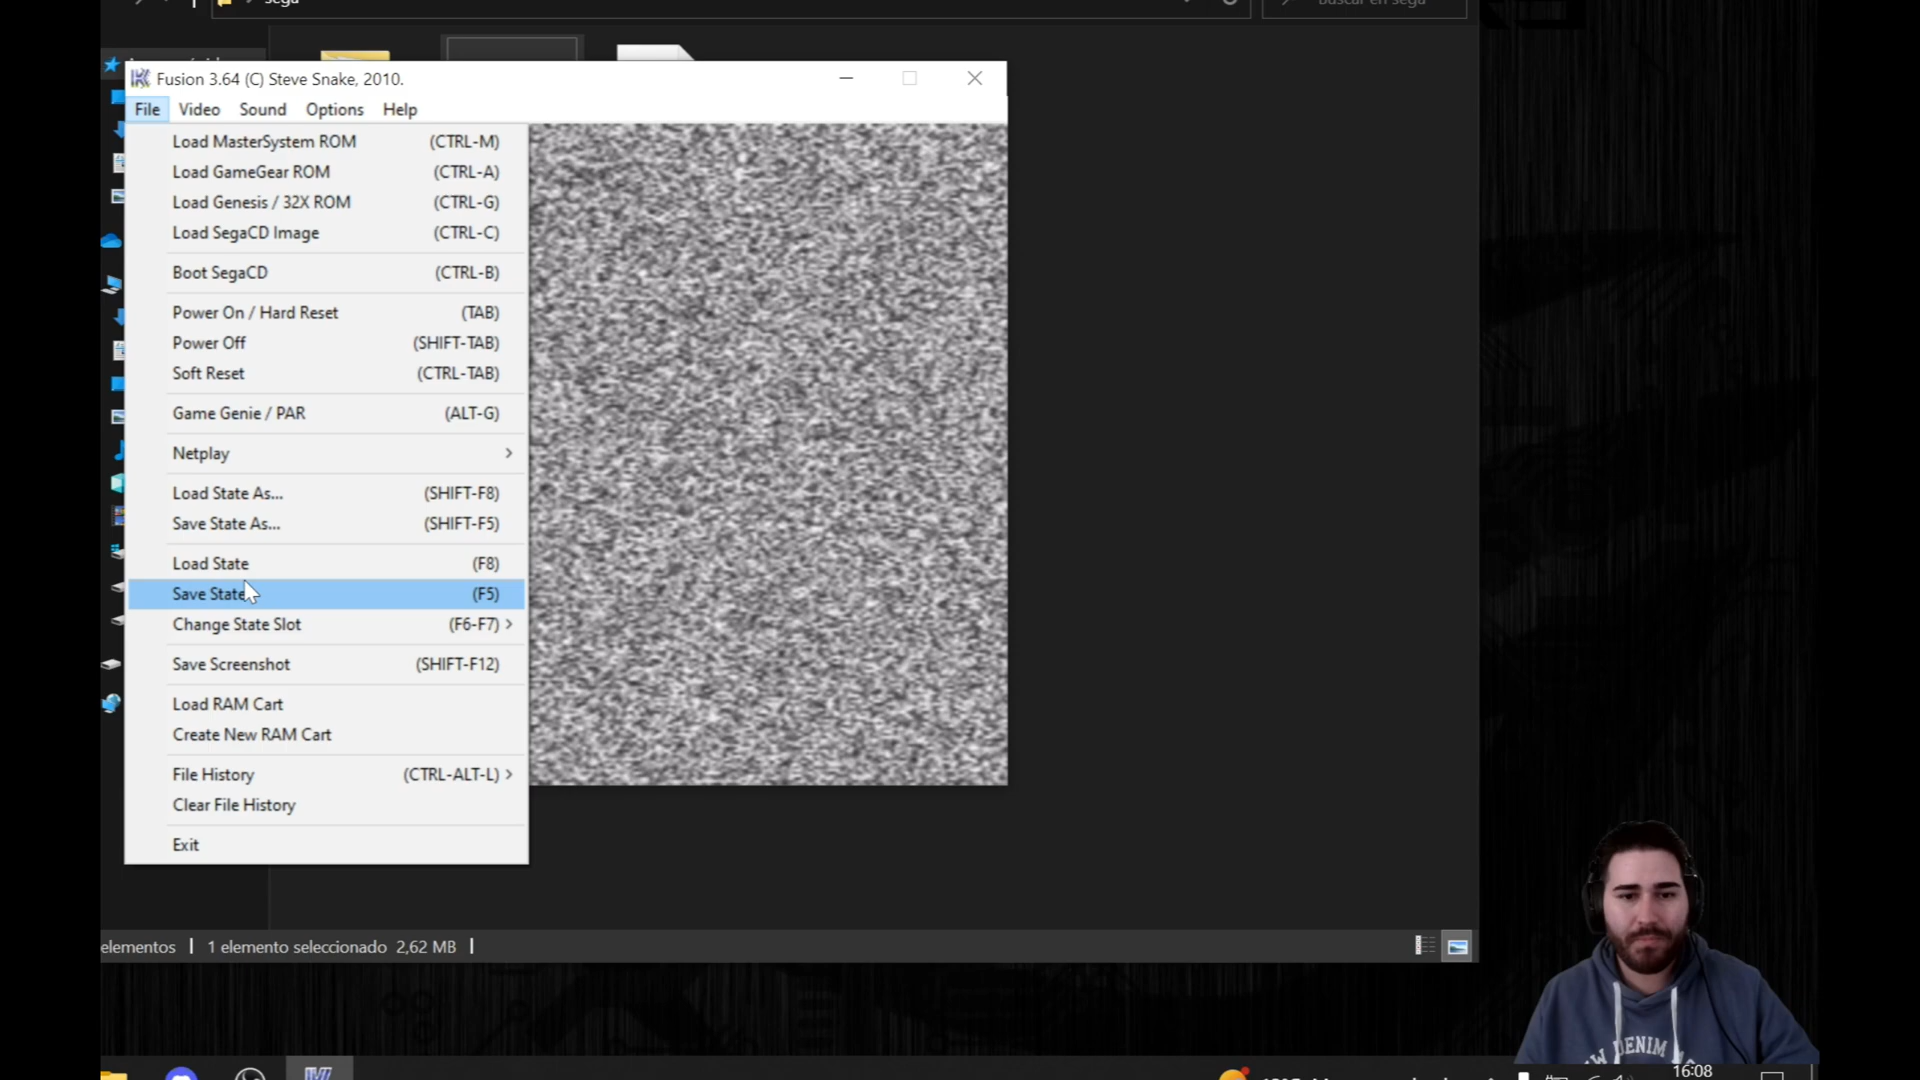 sega
Buscar en sega
Fusion 3.64 (C) Steve Snake, 2010.
File Video Sound Options Help
Load MasterSystem ROM (CTRL-M)
Load GameGear ROM (CTRL-A)
Load Genesis / 32X ROM (CTRL-G)
Load SegaCD Image (CTRL-C)
Boot SegaCD (CTRL-B)
Power On / Hard Reset (TAB)
Power Off (SHIFT-TAB)
Soft Reset (CTRL-TAB)
Game Genie / PAR (ALT-G)
Netplay
Load State As... (SHIFT-F8)
Save State As... (SHIFT-F5)
Load State (F8)
Save State (F5)
Change State Slot (F6-F7)
Save Screenshot (SHIFT-F12)
Load RAM Cart
Create New RAM Cart
File History (CTRL-ALT-L)
Clear File History
Exit
elementos 1 elemento seleccionado 2,62 MB
DENIM
16:08